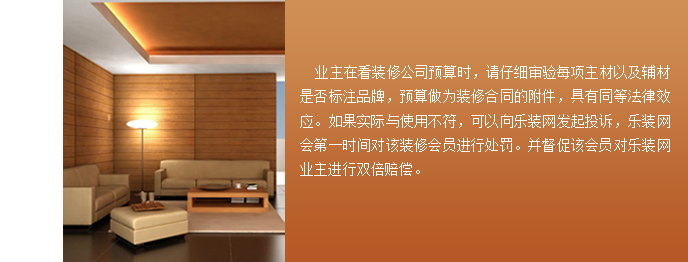 业主在看装修公司预算时，请仔细审验每项主材以及辅材
是否标注品牌，预算做为装修合同的附件，具有同等法律效
应。如果实际与使用不符，可以向乐装网发起投诉，乐装网
会第一时间对该装修会员进行处罚。并督促该会员对乐装网
业主进行双倍赔偿。